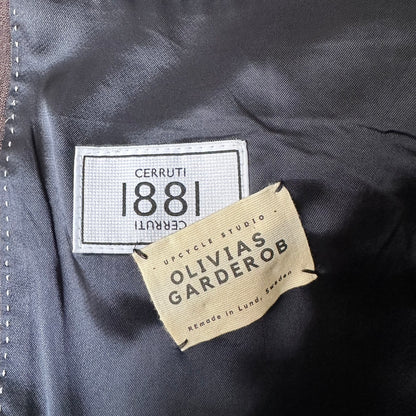 CERRUTI
1881
CERRUTI
- UPCYCLE STUDIO -
OLIVIAS
GARDEROB
REmade in Lund, Sweden